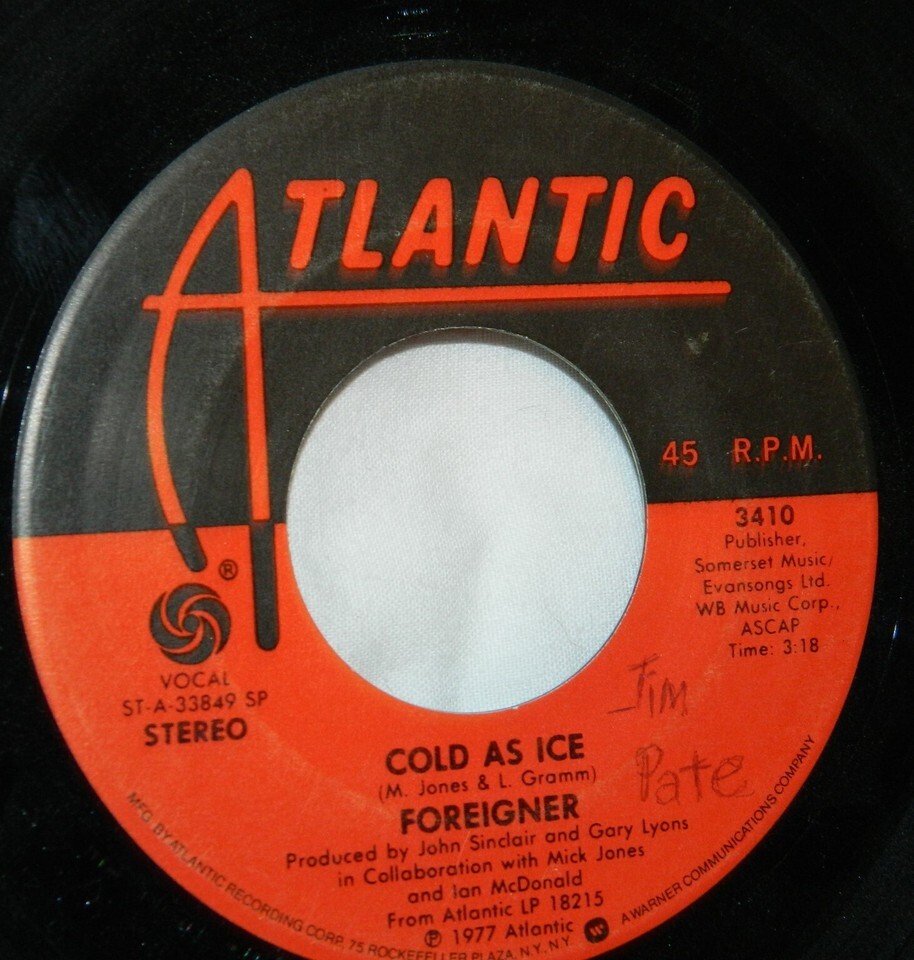 ATLANTIC
45 R.P.M.
3410
Publisher,
Somerset Music/
Evansongs Ltd.
WB Music Corp.,
ASCAP
Time: 3:18
®
VOCAL
ST-A-33849 SP
STEREO
Jim
Pate
COLD AS ICE
(M. Jones & L. Gramm)
FOREIGNER
Produced by John Sinclair and Gary Lyons
in Collaboration with Mick Jones
and Ian McDonald
From Atlantic LP 18215
℗ 1977 Atlantic
MFG. BY ATLANTIC RECORDING CORP. 75 ROCKEFELLER PLAZA, N.Y. N.Y. A WARNER COMMUNICATIONS COMPANY